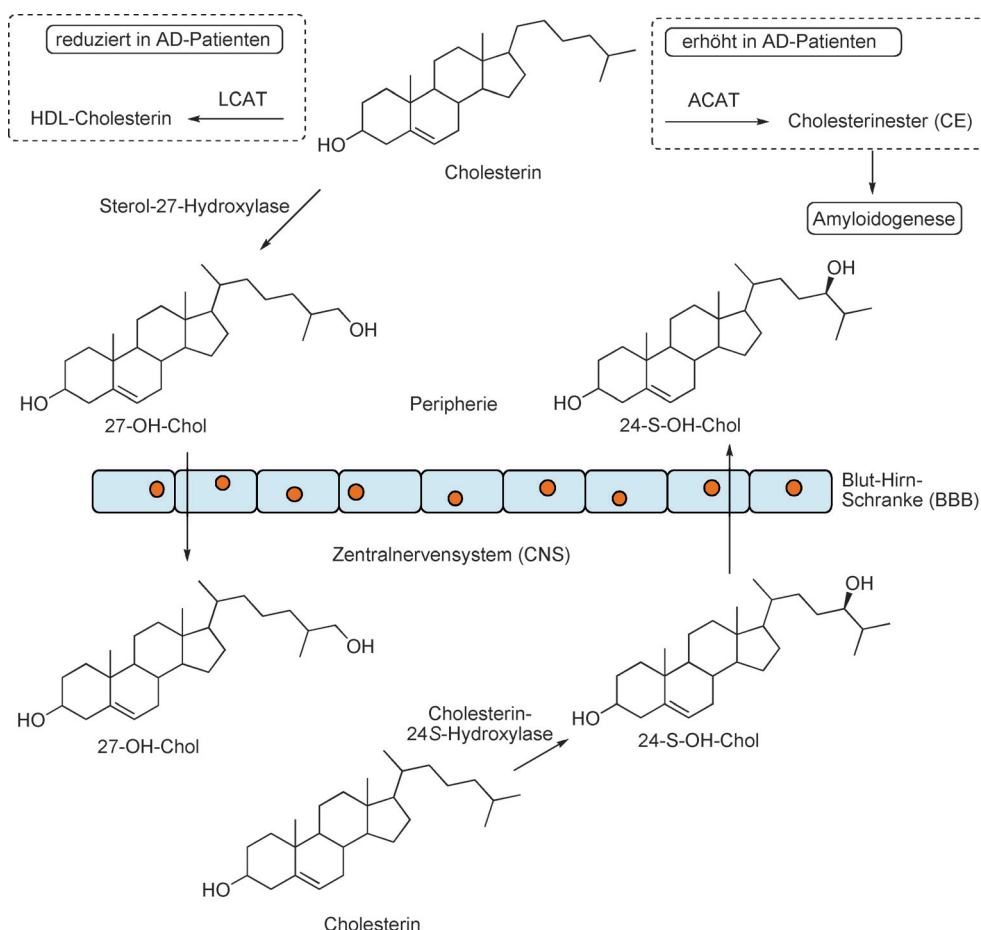 reduziert in AD-Patienten
erhöht in AD-Patienten
LCAT
HDL-Cholesterin
HO
Cholesterin
ACAT
Cholesterinester (CE)
Sterol-27-Hydroxylase
Amyloidogenese
OH
HO
27-OH-Chol
Peripherie
OH
HO
24-S-OH-Chol
Blut-Hirn-
Schranke (BBB)
Zentralnervensystem (CNS)
OH
HO
27-OH-Chol
OH
HO
24-S-OH-Chol
Cholesterin-
24S-Hydroxylase
HO
Cholesterin